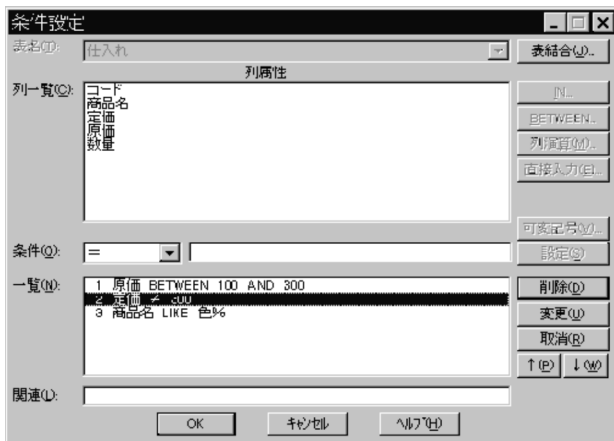 条件設定
表名(T): 仕入れ 表結合(J)..
列属性
列一覧(C): コード
商品名
定価
原価
数量
IN..
BETWEEN..
列演算(M)..
直接入力(E)..
可変記号(V)..
条件(O): ＝ 設定(S)
一覧(N): 1 原価 BETWEEN 100 AND 300
2 定価 ≠ 300
3 商品名 LIKE 色%
削除(D)
変更(U)
取消(R)
↑(P) ↓(W)
関連(L):
OK キャンセル ヘルプ(H)